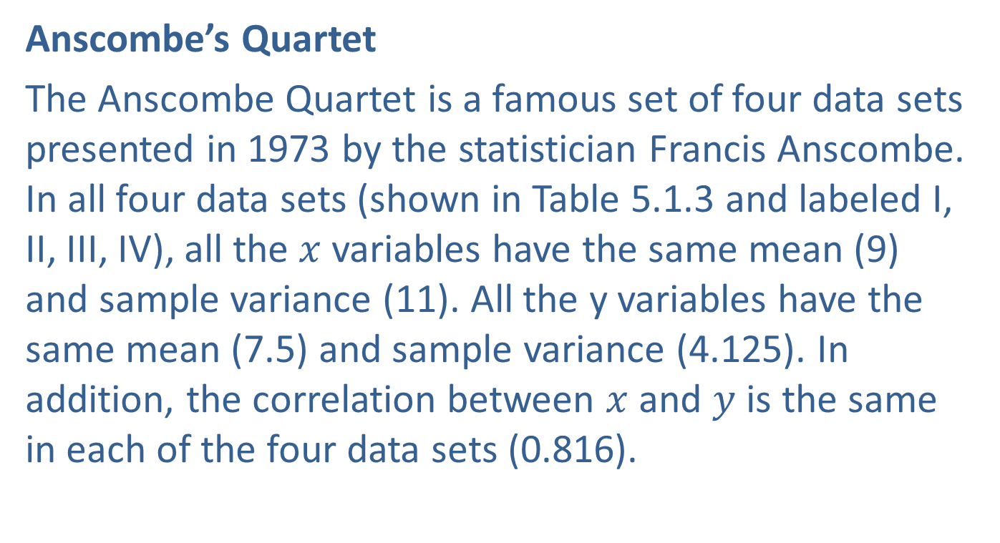 Anscombe’s Quartet
The Anscombe Quartet is a famous set of four data sets
presented in 1973 by the statistician Francis Anscombe.
In all four data sets (shown in Table 5.1.3 and labeled I,
II, III, IV), all the 𝑥 variables have the same mean (9)
and sample variance (11). All the y variables have the
same mean (7.5) and sample variance (4.125). In
addition, the correlation between 𝑥 and 𝑦 is the same
in each of the four data sets (0.816).